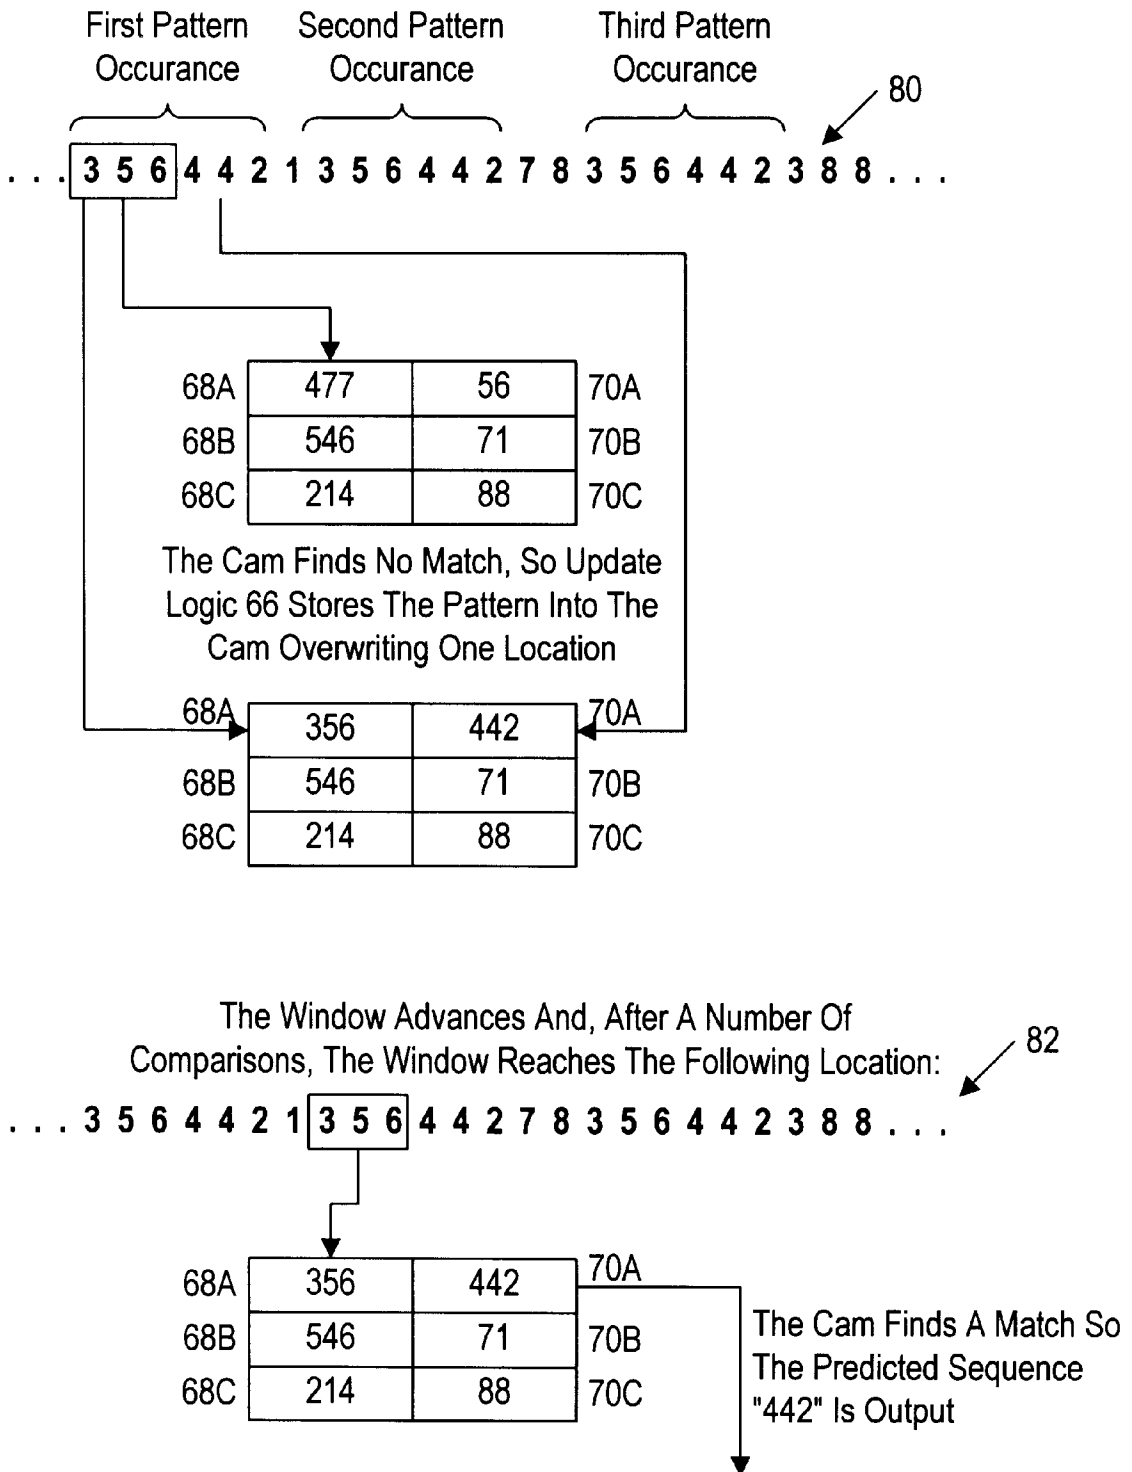 First Pattern Occurance
Second Pattern Occurance
Third Pattern Occurance
80
. . . 3 5 6 4 4 2 1 3 5 6 4 4 2 7 8 3 5 6 4 4 2 3 8 8 . . .
68A 477 56 70A
68B 546 71 70B
68C 214 88 70C
The Cam Finds No Match, So Update
Logic 66 Stores The Pattern Into The
Cam Overwriting One Location
68A 356 442 70A
68B 546 71 70B
68C 214 88 70C
The Window Advances And, After A Number Of
Comparisons, The Window Reaches The Following Location:
82
. . . 3 5 6 4 4 2 1 3 5 6 4 4 2 7 8 3 5 6 4 4 2 3 8 8 . . .
68A 356 442 70A
68B 546 71 70B
68C 214 88 70C
The Cam Finds A Match So
The Predicted Sequence
"442" Is Output